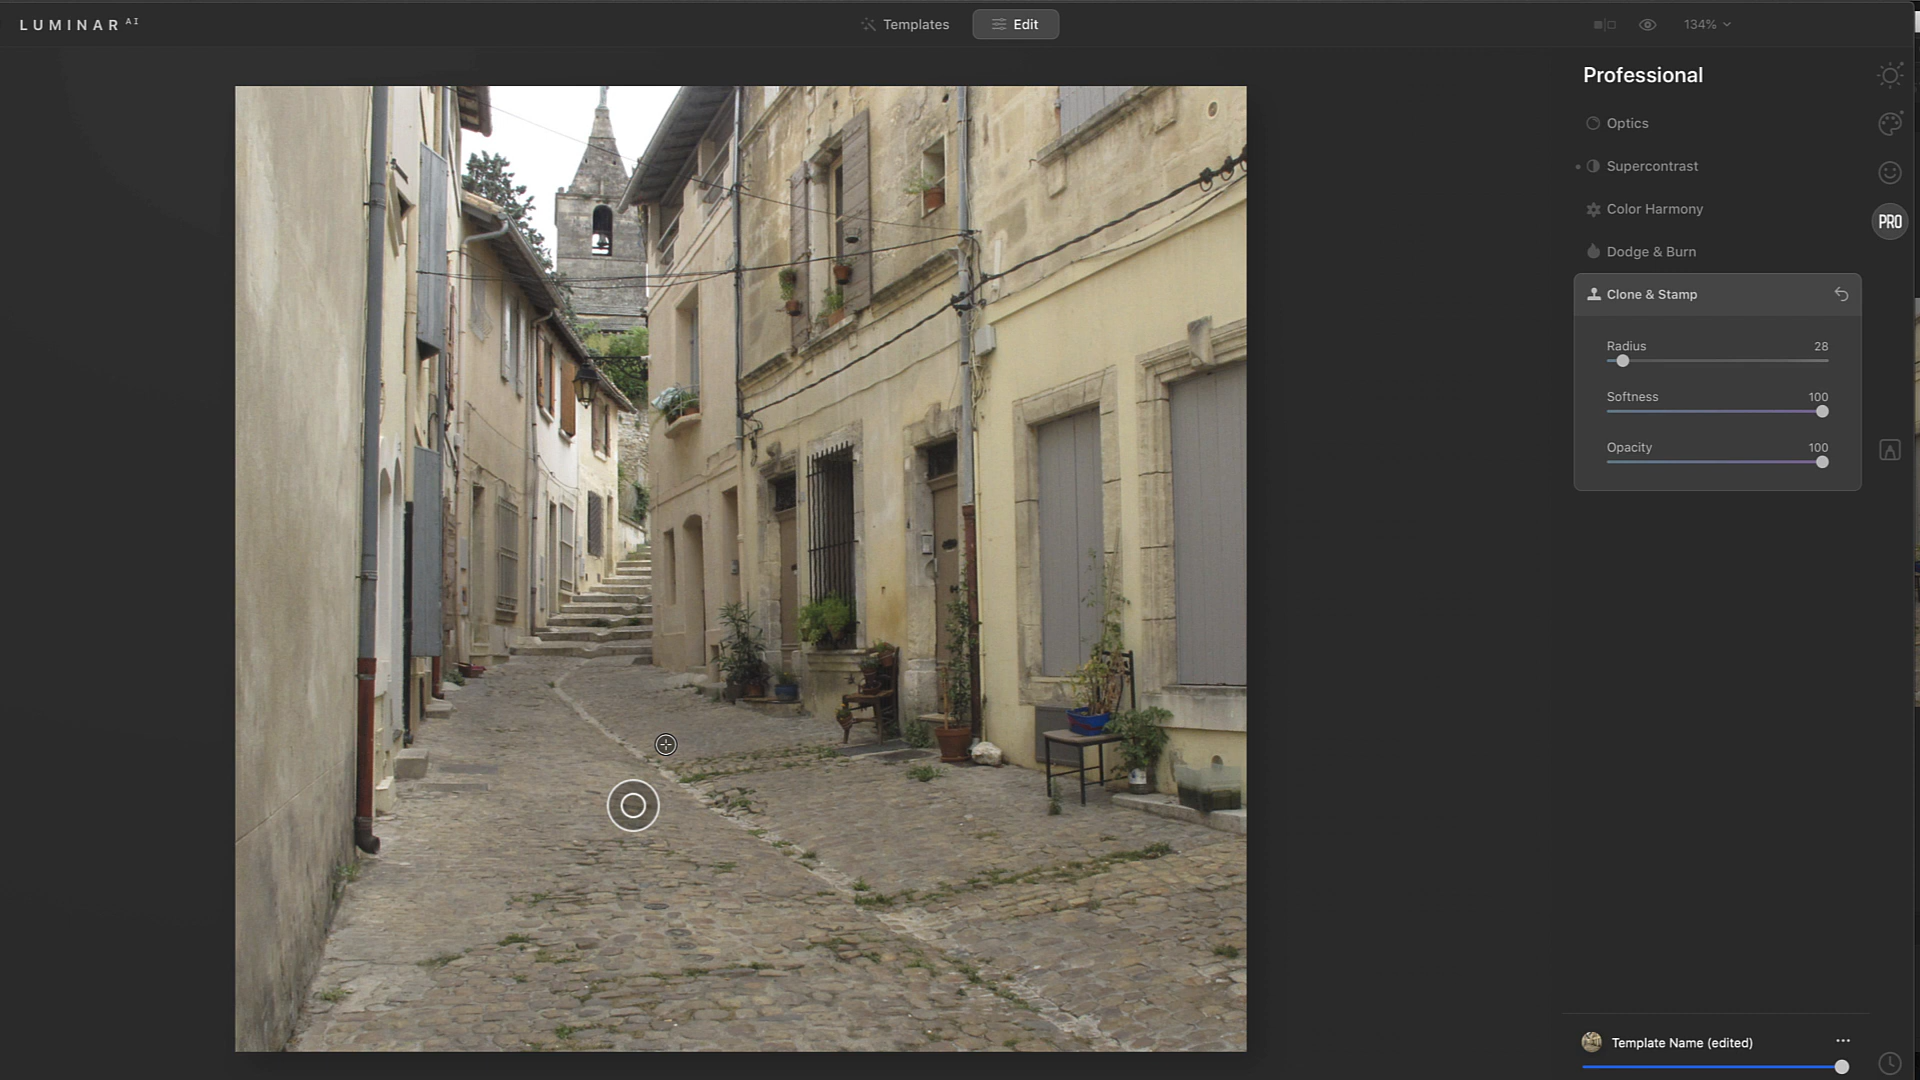 LUMINAR AI
Templates
Edit
134%
Professional
Optics
Supercontrast
Color Harmony
PRO
Dodge & Burn
Clone & Stamp
Radius 28
Softness 100
Opacity 100
Template Name (edited)